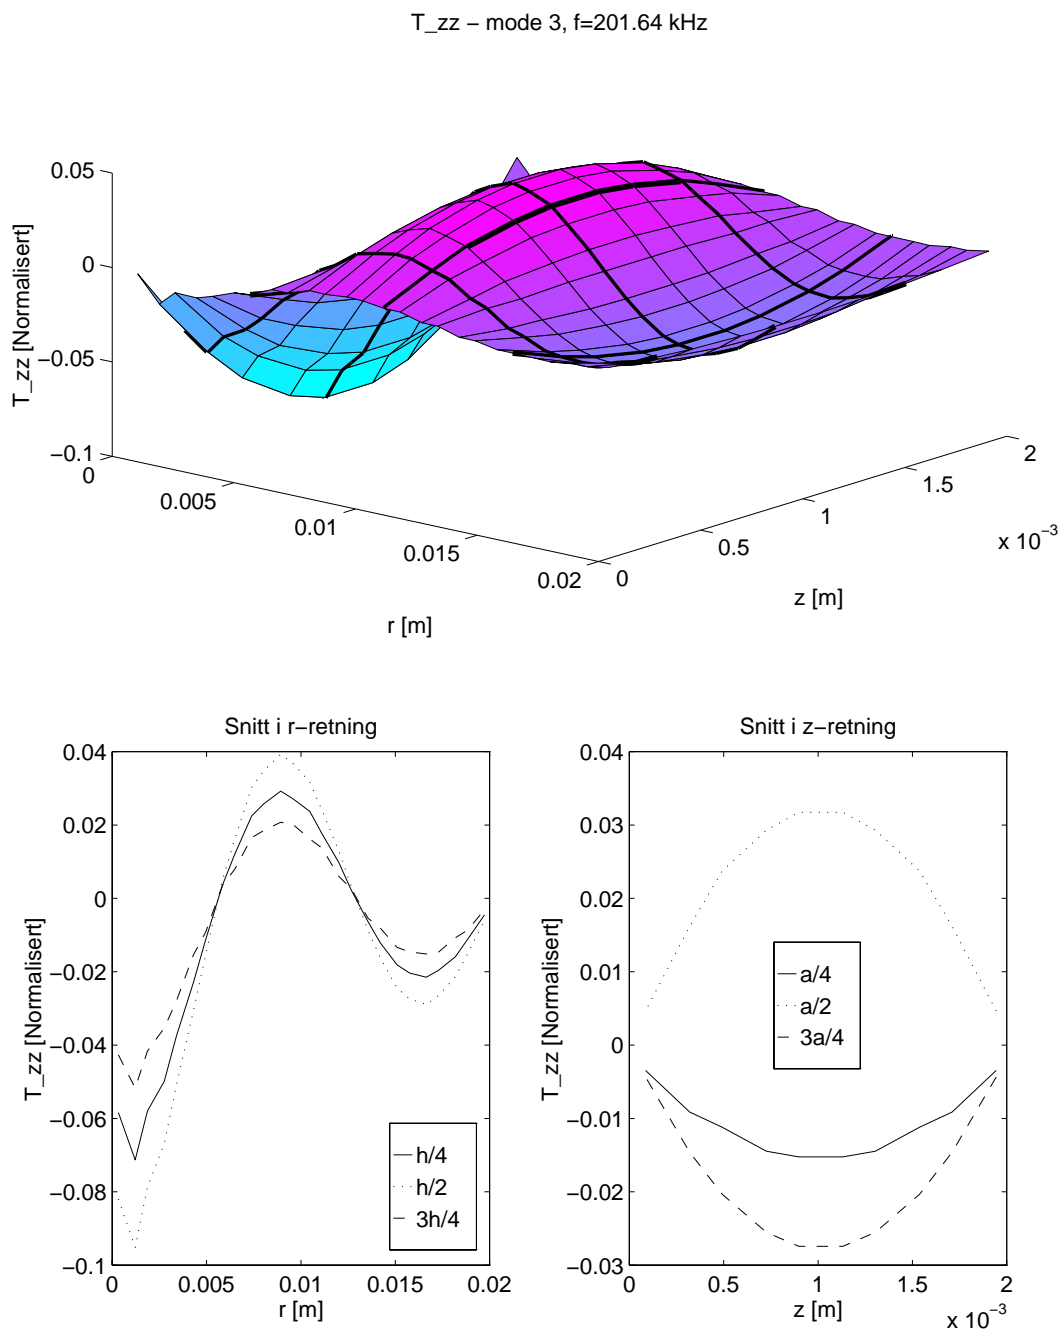 T_zz − mode 3, f=201.64 kHz
0.05
0
−0.05
−0.1
T_zz [Normalisert]
0
0.005
0.01
0.015
0.02
r [m]
0
0.5
1
1.5
2
x 10−3
z [m]
Snitt i r−retning
0.04
0.02
0
−0.02
−0.04
−0.06
−0.08
−0.1
T_zz [Normalisert]
h/4
h/2
3h/4
0
0.005
0.01
0.015
0.02
r [m]
Snitt i z−retning
0.04
0.03
0.02
0.01
0
−0.01
−0.02
−0.03
T_zz [Normalisert]
a/4
a/2
3a/4
0
0.5
1
1.5
2
z [m]
x 10−3